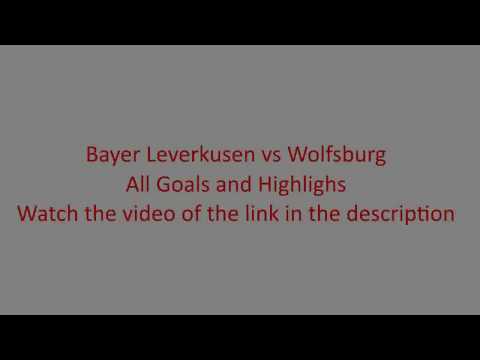 Bayer Leverkusen vs Wolfsburg
All Goals and Highlighs
Watch the video of the link in the description